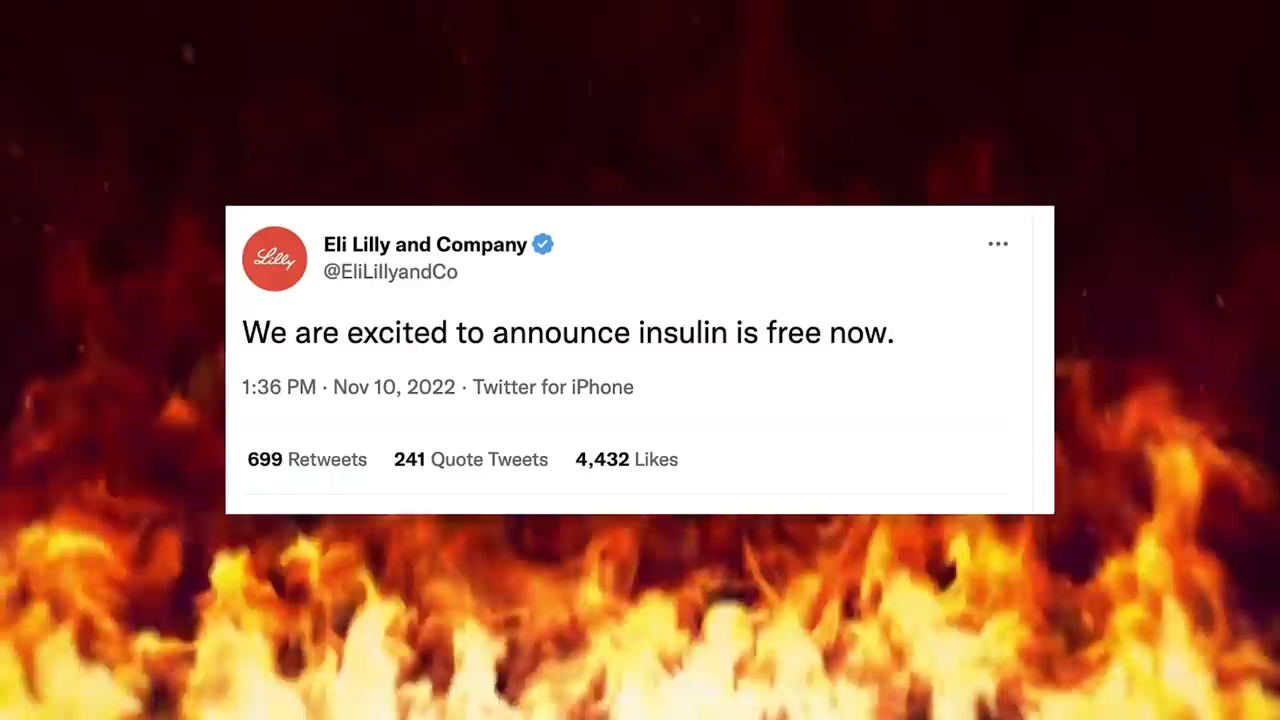 Lilly
Eli Lilly and Company
@EliLillyandCo
We are excited to announce insulin is free now.
1:36 PM · Nov 10, 2022 · Twitter for iPhone
699 Retweets 241 Quote Tweets 4,432 Likes